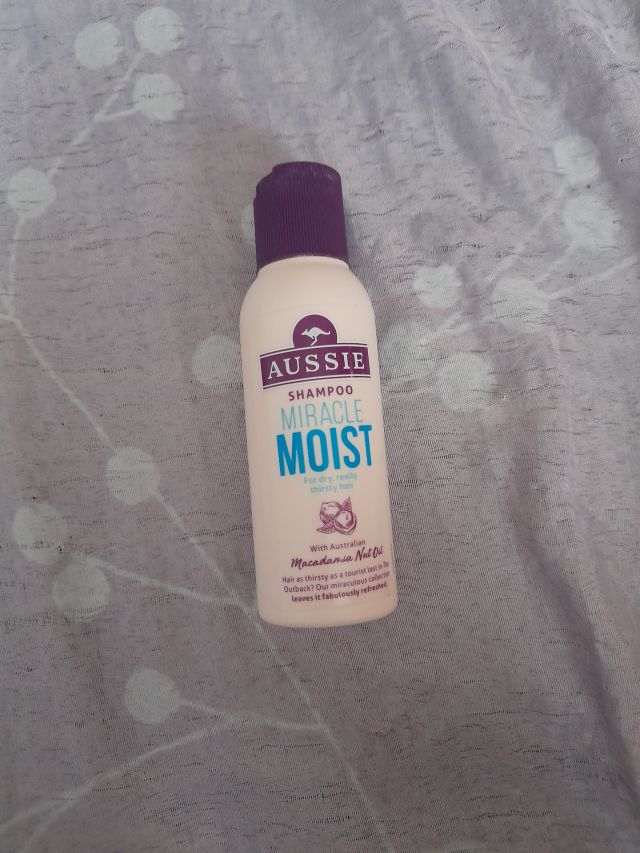 AUSSIE
SHAMPOO
MIRACLE
MOIST
For dry, really
thirsty hair
With Australian
Macadamia Nut Oil
Hair as thirsty as a tourist lost in The
Outback? Our miraculous collection
leaves it fabulously refreshed.